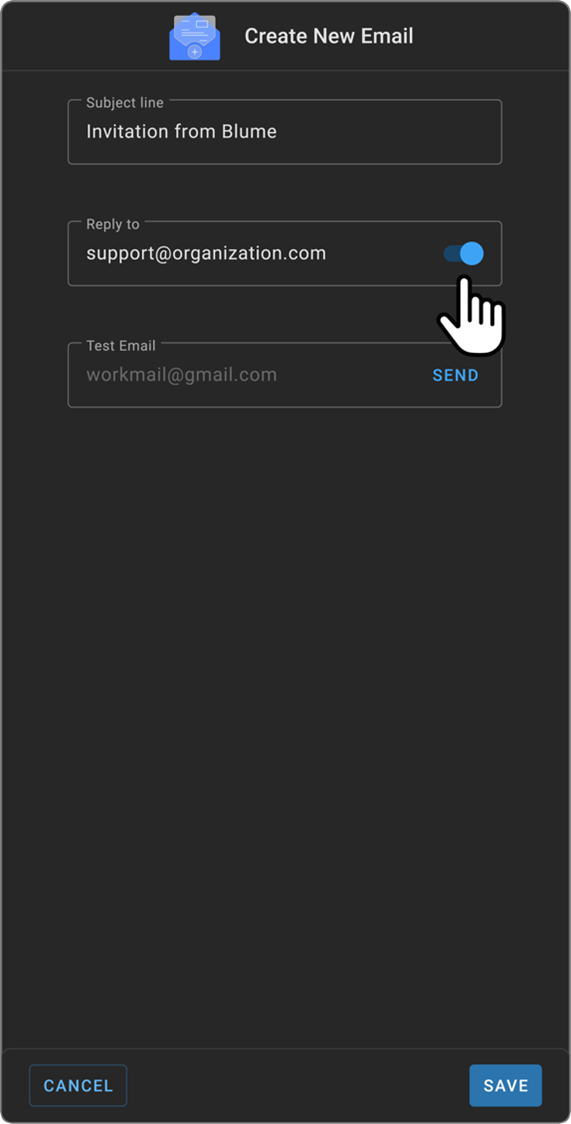 Create New Email
Subject line
Invitation from Blume
Reply to
support@organization.com
Test Email
workmail@gmail.com
SEND
CANCEL
SAVE